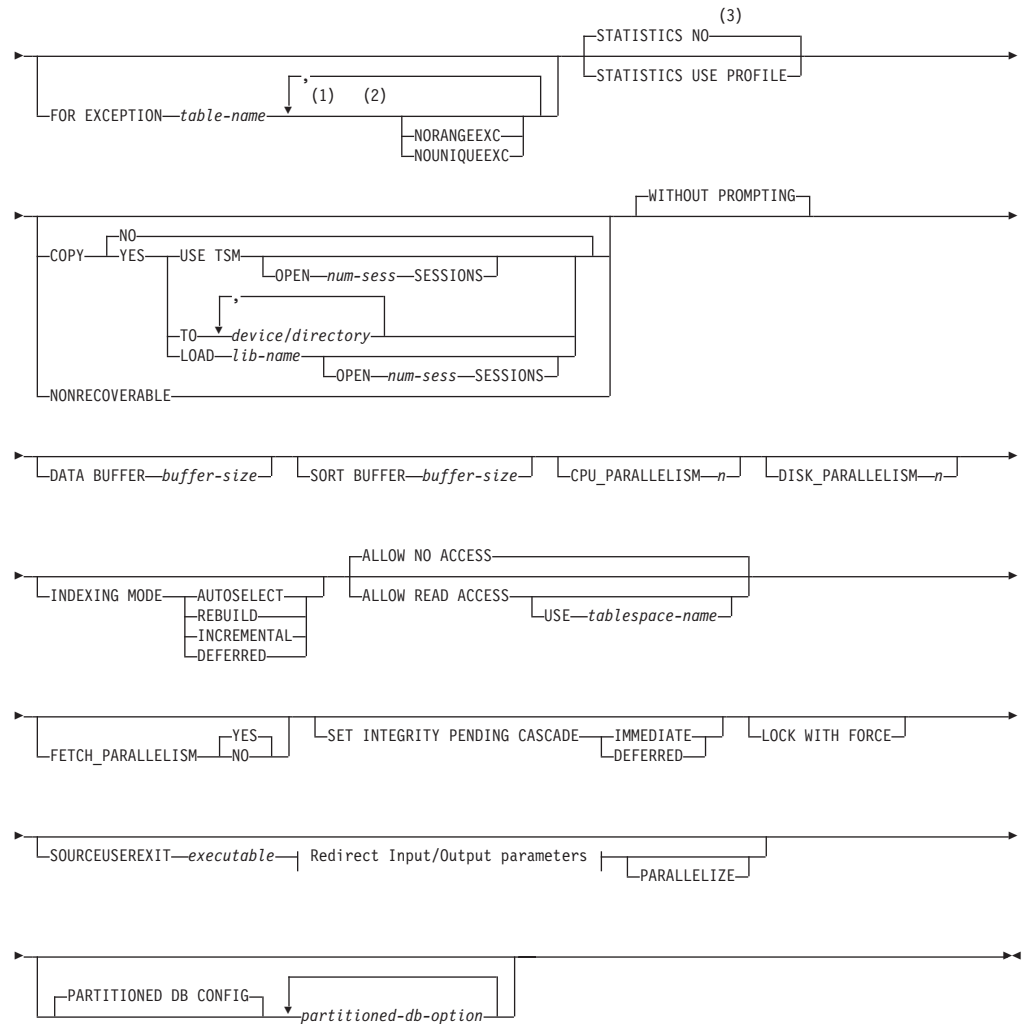 (3)
STATISTICS NO
STATISTICS USE PROFILE
,
(1) (2)
FOR EXCEPTION table-name
NORANGEEXC
NOUNIQUEEXC
WITHOUT PROMPTING
NO
COPY YES USE TSM
OPEN num-sess SESSIONS
,
TO device/directory
LOAD lib-name
OPEN num-sess SESSIONS
NONRECOVERABLE
DATA BUFFER buffer-size SORT BUFFER buffer-size CPU_PARALLELISM n DISK_PARALLELISM n
ALLOW NO ACCESS
INDEXING MODE AUTOSELECT ALLOW READ ACCESS
REBUILD USE tablespace-name
INCREMENTAL
DEFERRED
YES SET INTEGRITY PENDING CASCADE IMMEDIATE LOCK WITH FORCE
FETCH_PARALLELISM NO DEFERRED
SOURCEUSEREXIT executable Redirect Input/Output parameters
PARALLELIZE
PARTITIONED DB CONFIG
partitioned-db-option